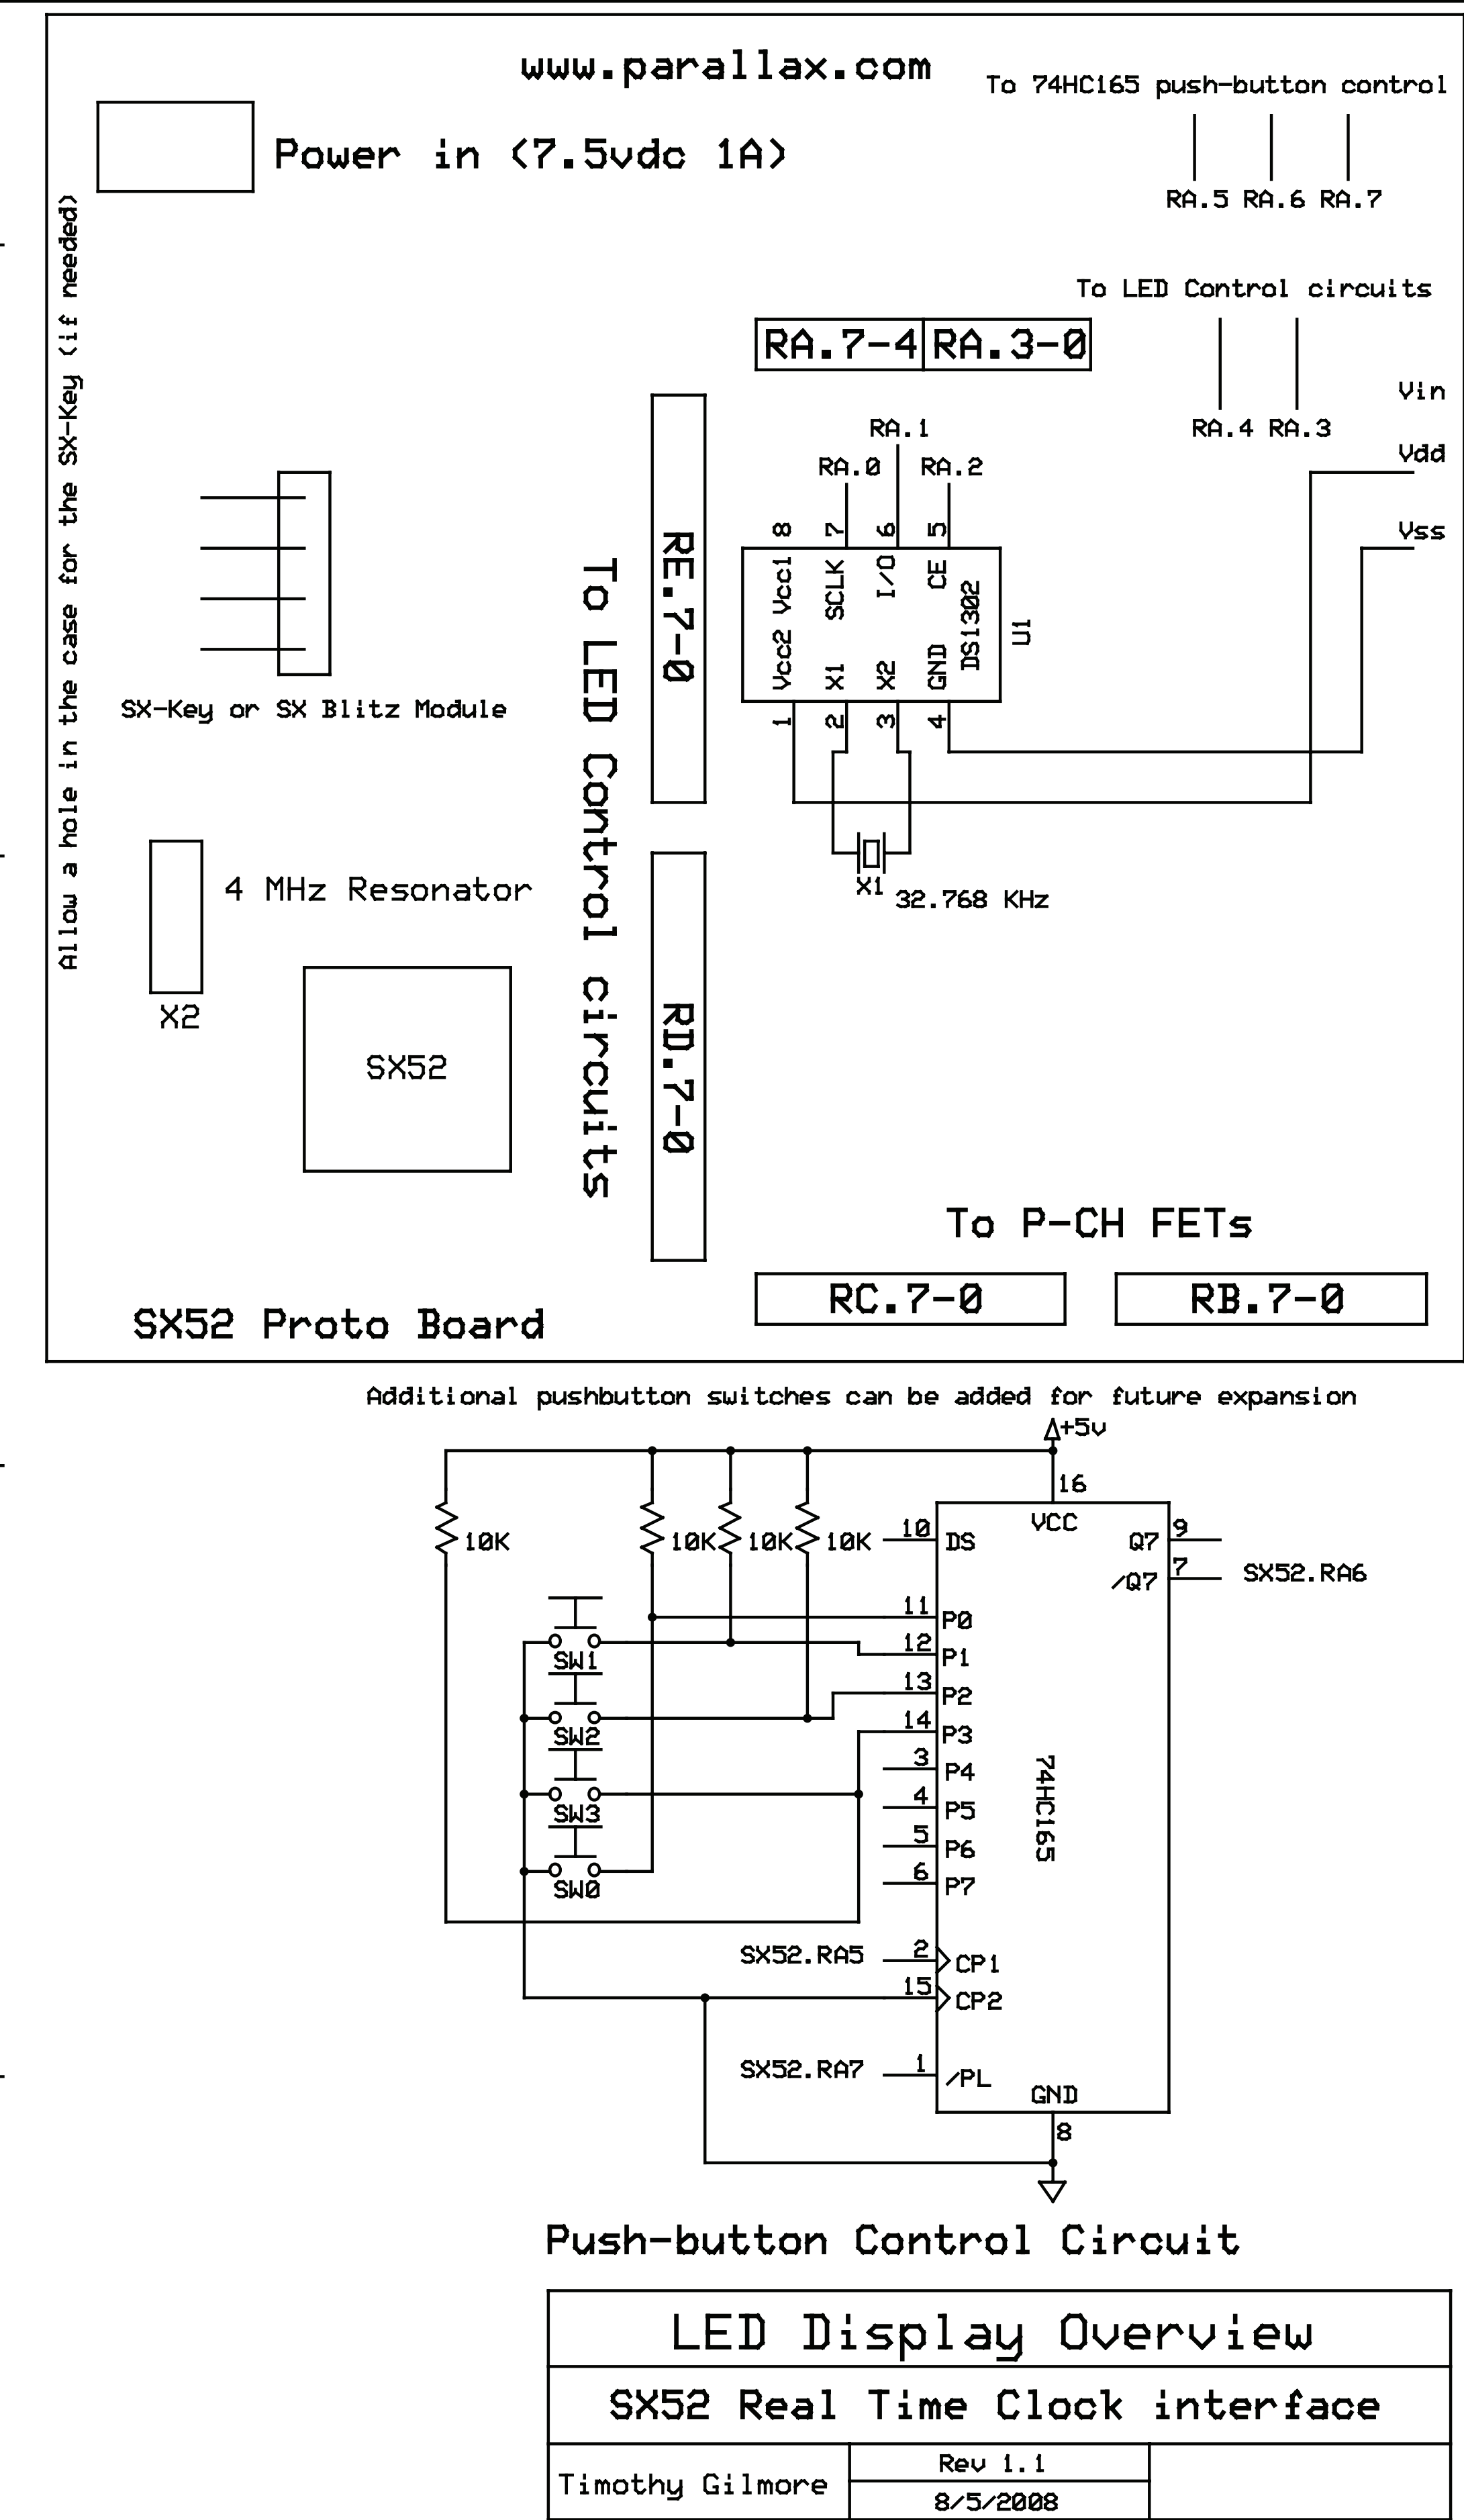 www.parallax.com
To 74HC165 push-button control
Power in (7.5vdc 1A)
RA.5 RA.6 RA.7
Allow a hole in the case for the SX-Key (if needed)
To LED Control circuits
RA.7-4 RA.3-0
Vin
RA.4 RA.3
RA.1
Vdd
RA.0 RA.2
Vss
8 7 6 5
Vcc1 SCLK I/O CE
Vcc2 X1 X2 GND
DS1302
U1
1 2 3 4
RE.7-0
To LED Control circuits
SX-Key or SX Blitz Module
4 MHz Resonator
X1
32.768 KHz
X2
SX52
RD.7-0
To P-CH FETs
RC.7-0 RB.7-0
SX52 Proto Board
Additional pushbutton switches can be added for future expansion
+5v
16
VCC
10K 10K 10K 10K
10 DS
Q7 9
/Q7 7 SX52.RA6
11 P0
12 P1
SW1
13 P2
14 P3
SW2
3 P4
74HC165
4 P5
SW3
5 P6
6 P7
SW0
SX52.RA5 2 CP1
15 CP2
SX52.RA7 1 /PL
GND
8
Push-button Control Circuit
LED Display Overview
SX52 Real Time Clock interface
Timothy Gilmore
Rev 1.1
8/5/2008